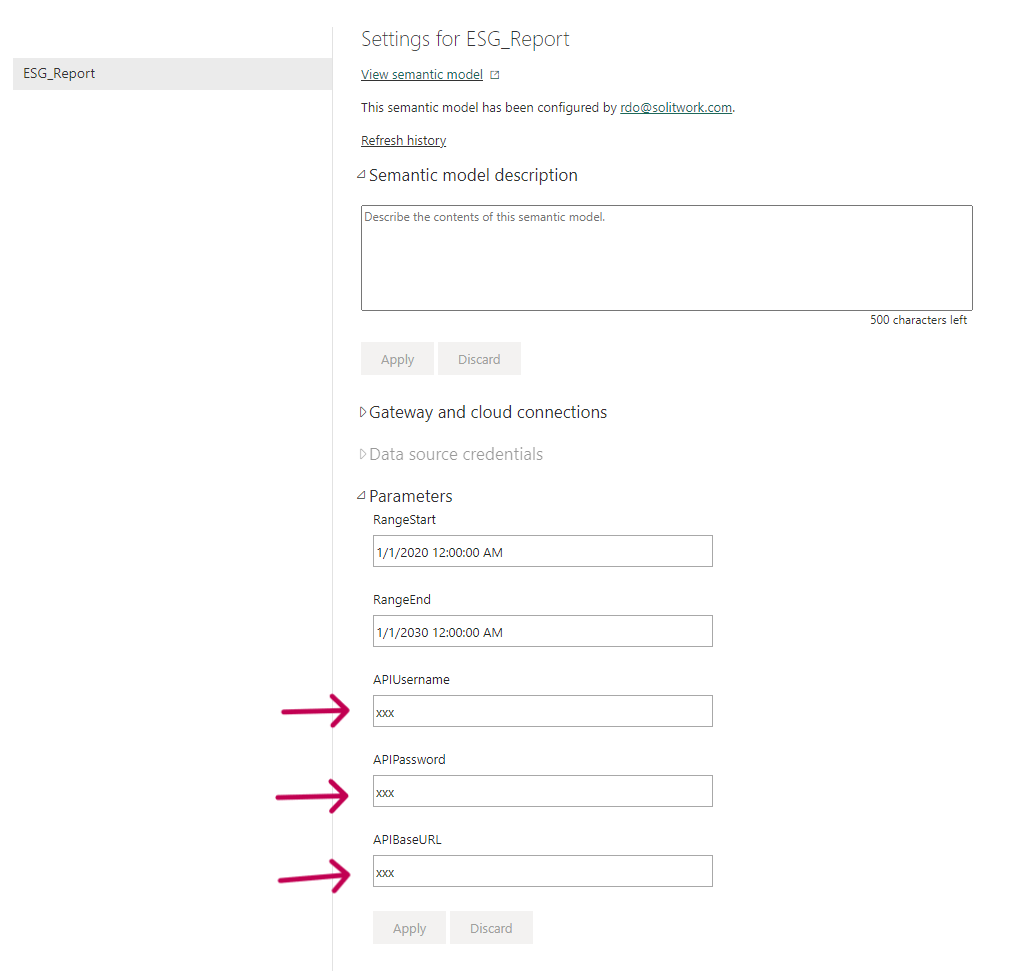 Settings for ESG_Report
ESG_Report
View semantic model
This semantic model has been configured by rdo@solitwork.com.
Refresh history
Semantic model description
Describe the contents of this semantic model.
500 characters left
Apply Discard
Gateway and cloud connections
Data source credentials
Parameters
RangeStart
1/1/2020 12:00:00 AM
RangeEnd
1/1/2030 12:00:00 AM
APIUsername
xxx
APIPassword
xxx
APIBaseURL
xxx
Apply Discard